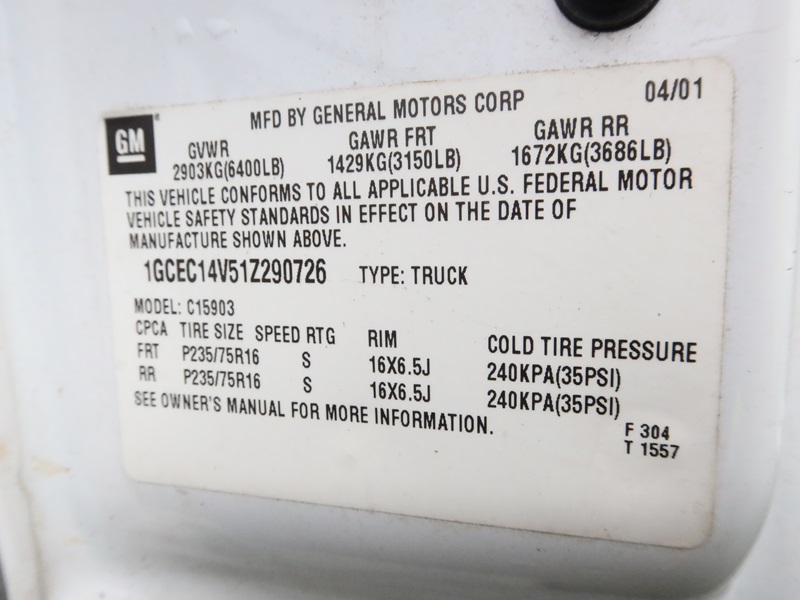 MFD BY GENERAL MOTORS CORP 04/01
GM
GVWR GAWR FRT GAWR RR
2903KG(6400LB) 1429KG(3150LB) 1672KG(3686LB)
THIS VEHICLE CONFORMS TO ALL APPLICABLE U.S. FEDERAL MOTOR
VEHICLE SAFETY STANDARDS IN EFFECT ON THE DATE OF
MANUFACTURE SHOWN ABOVE.
1GCEC14V51Z290726 TYPE: TRUCK
MODEL: C15903
CPCA TIRE SIZE SPEED RTG RIM COLD TIRE PRESSURE
FRT P235/75R16 S 16X6.5J 240KPA(35PSI)
RR P235/75R16 S 16X6.5J 240KPA(35PSI)
SEE OWNER'S MANUAL FOR MORE INFORMATION.
F 304
T 1557